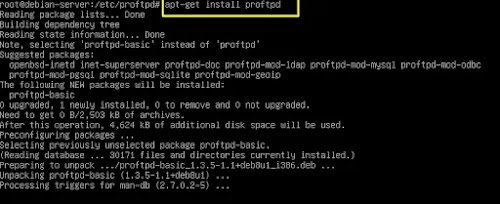 root@debian-server:/etc/proftpd# apt-get install proftpd
Reading package lists... Done
Building dependency tree
Reading state information... Done
Note, selecting 'proftpd-basic' instead of 'proftpd'
Suggested packages:
openbsd-inetd inet-superserver proftpd-doc proftpd-mod-ldap proftpd-mod-mysql proftpd-mod-odbc
proftpd-mod-pgsql proftpd-mod-sqlite proftpd-mod-geoip
The following NEW packages will be installed:
proftpd-basic
0 upgraded, 1 newly installed, 0 to remove and 0 not upgraded.
Need to get 0 B/2,503 kB of archives.
After this operation, 4,624 kB of additional disk space will be used.
Preconfiguring packages ...
Selecting previously unselected package proftpd-basic.
(Reading database ... 30171 files and directories currently installed.)
Preparing to unpack .../proftpd-basic_1.3.5-1.1+deb8u1_i386.deb ...
Unpacking proftpd-basic (1.3.5-1.1+deb8u1) ...
Processing triggers for man-db (2.7.0.2-5) ...